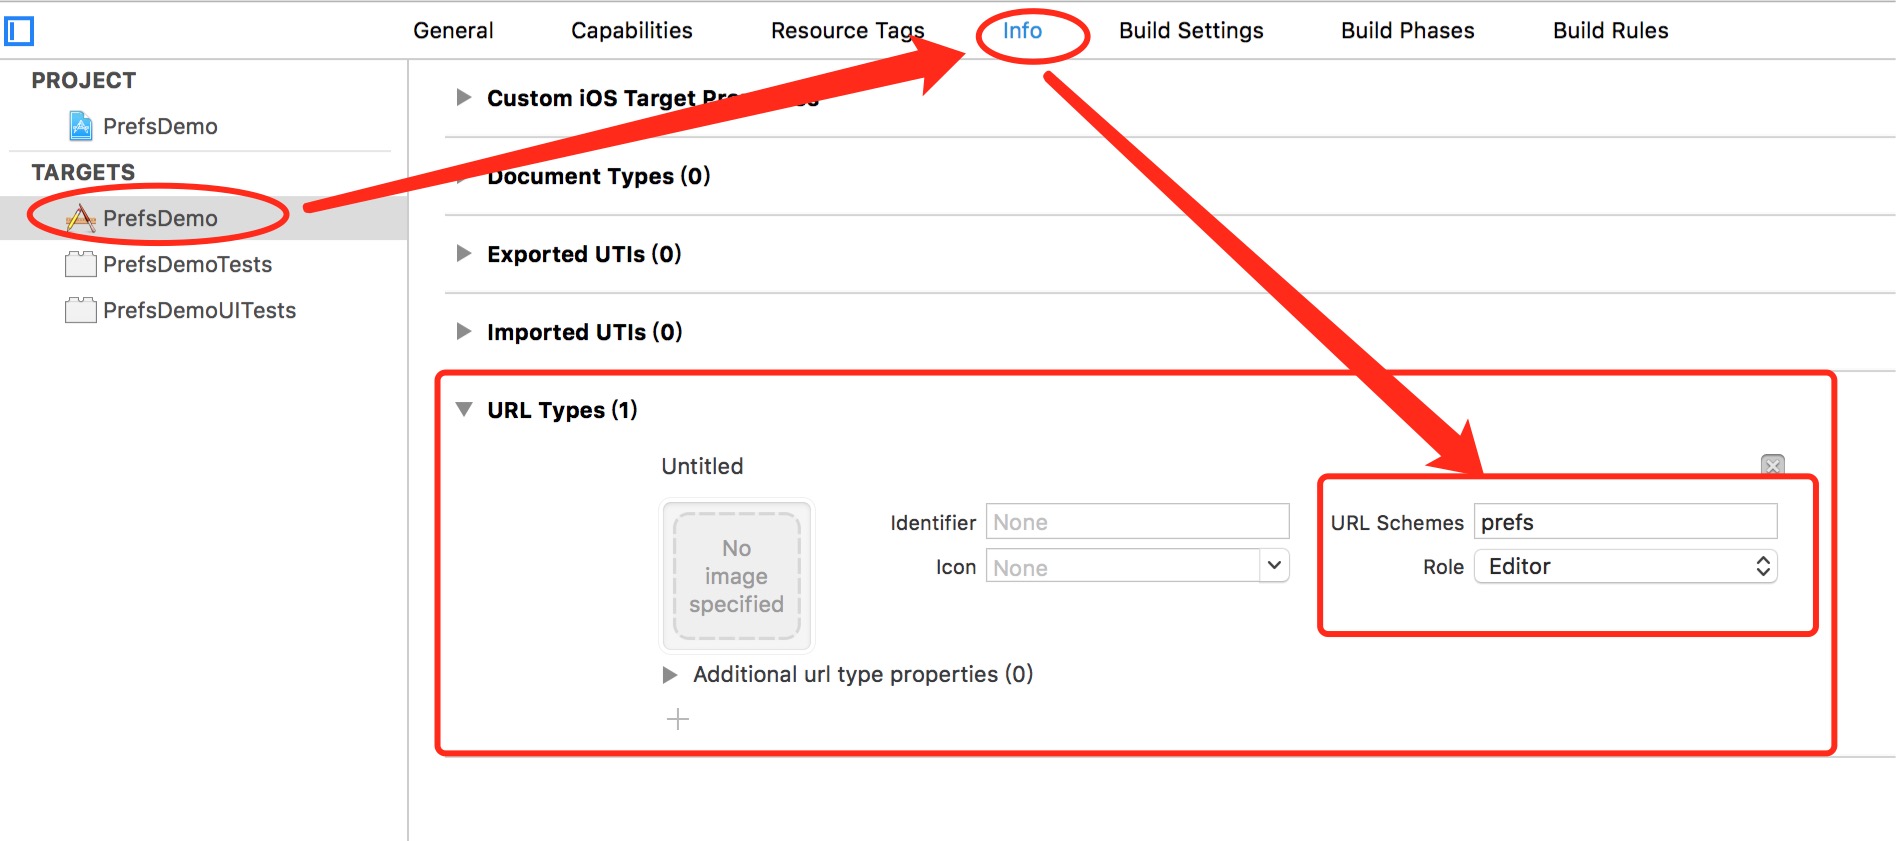 General Capabilities Resource Tags Info Build Settings Build Phases Build Rules
PROJECT
PrefsDemo
TARGETS
PrefsDemo
PrefsDemoTests
PrefsDemoUITests
Custom iOS Target
Document Types (0)
Exported UTIs (0)
Imported UTIs (0)
URL Types (1)
Untitled
No
image
specified
Identifier None
Icon None
URL Schemes prefs
Role Editor
Additional url type properties (0)